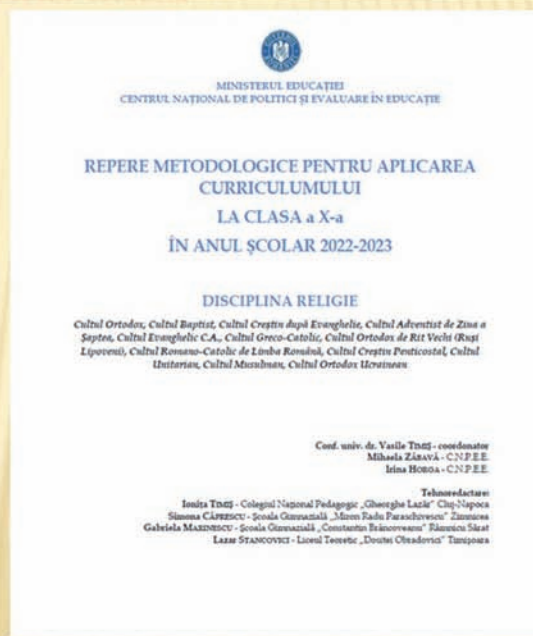 MINISTERUL EDUCAȚIEI
CENTRUL NAȚIONAL DE POLITICI ȘI EVALUARE ÎN EDUCAȚIE
REPERE METODOLOGICE PENTRU APLICAREA
CURRICULUMULUI
LA CLASA a X-a
ÎN ANUL ȘCOLAR 2022-2023
DISCIPLINA RELIGIE
Cultul Ortodox, Cultul Baptist, Cultul Creștin după Evanghelie, Cultul Adventist de Ziua a
Șaptea, Cultul Evanghelic C.A., Cultul Greco-Catolic, Cultul Ortodox de Rit Vechi (Ruși
Lipoveni), Cultul Romano-Catolic de Limba Română, Cultul Creștin Penticostal, Cultul
Unitarian, Cultul Musulman, Cultul Ortodox Ucrainean
Conf. univ. dr. Vasile TIMIȘ - coordonator
Mihaela ZĂBAVĂ - C.N.P.E.E.
Irina HOROGA - C.N.P.E.E.
Tehnoredactare:
Ionița TIMIȘ - Colegiul Național Pedagogic „Gheorghe Lazăr” Cluj-Napoca
Simona CĂPRESCU - Școala Gimnazială „Miron Radu Paraschivescu” Zimnicea
Gabriela MARINESCU - Școala Gimnazială „Constantin Brâncoveanu” Râmnicu Sărat
Lazar STANCOVICI - Liceul Teoretic „Dositei Obradovici” Timișoara